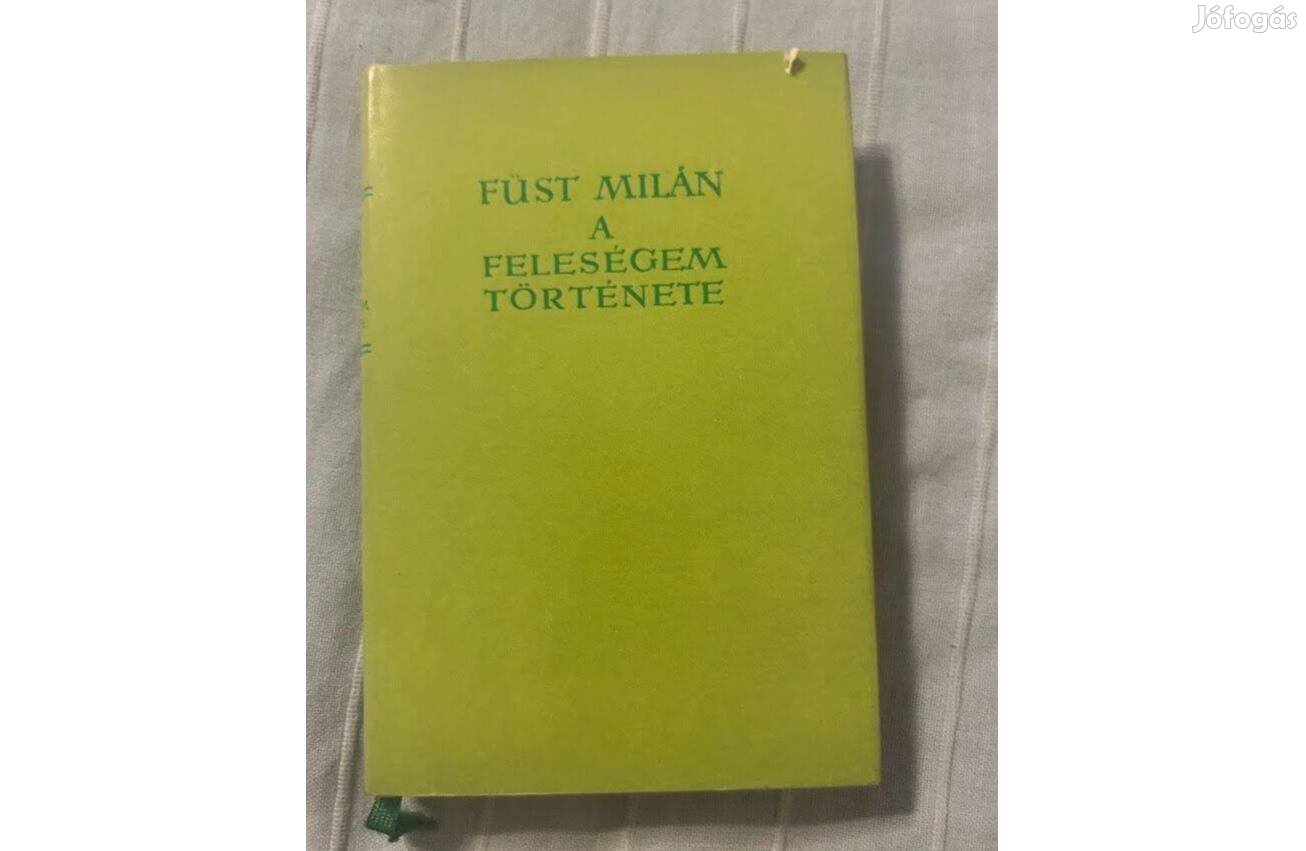 Jófogás
FÜST MILÁN
A
FELESÉGEM
TÖRTÉNETE